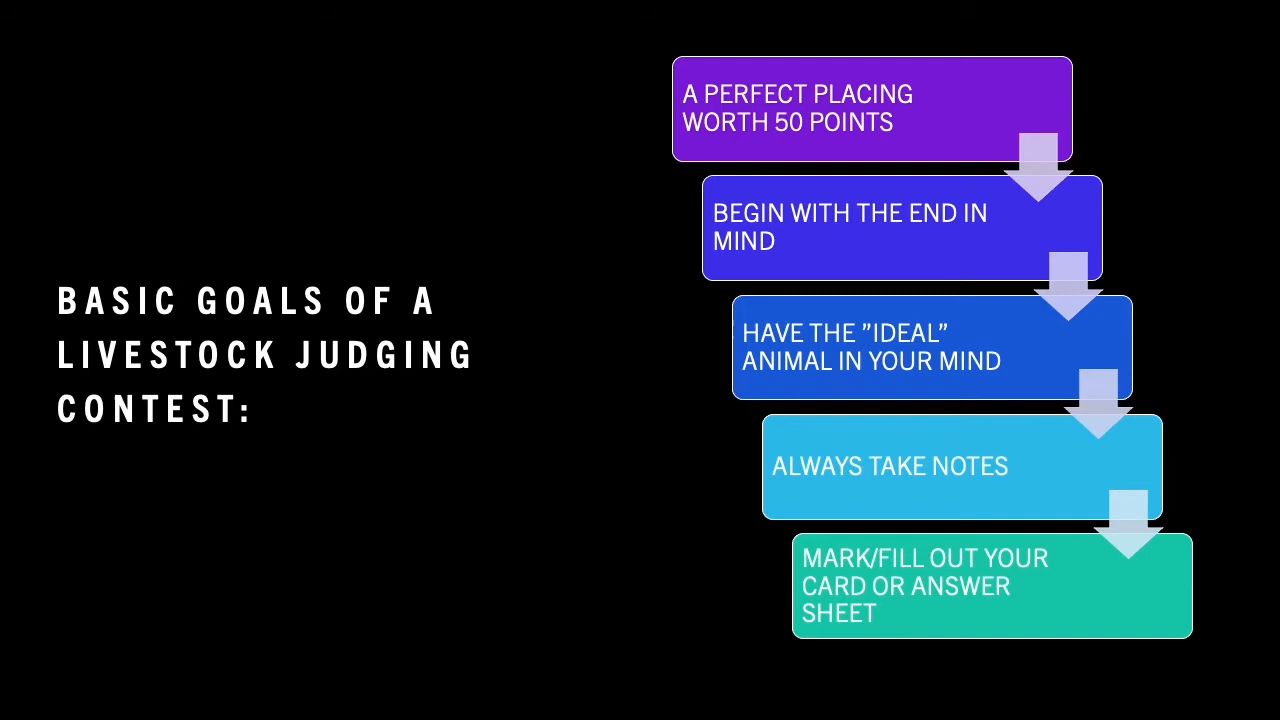 BASIC GOALS OF A
LIVESTOCK JUDGING
CONTEST:
A PERFECT PLACING
WORTH 50 POINTS
BEGIN WITH THE END IN
MIND
HAVE THE ”IDEAL”
ANIMAL IN YOUR MIND
ALWAYS TAKE NOTES
MARK/FILL OUT YOUR
CARD OR ANSWER
SHEET